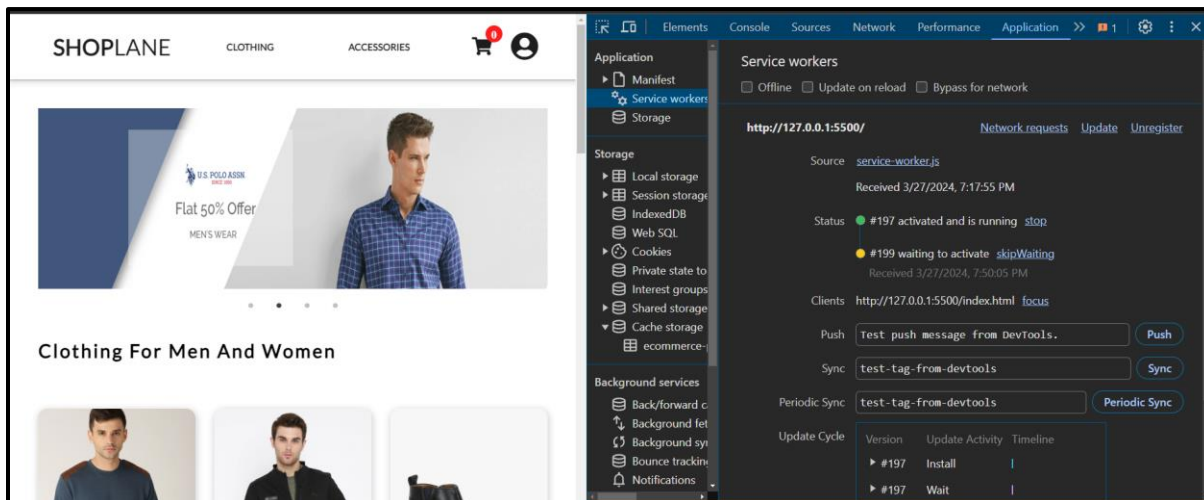 SHOPLANE
CLOTHING
ACCESSORIES
0
U.S. POLO ASSN.
SINCE 1890
Flat 50% Offer
MEN'S WEAR
Clothing For Men And Women
Elements Console Sources Network Performance Application 1
Application
Manifest
Service workers
Storage
Storage
Local storage
Session storage
IndexedDB
Web SQL
Cookies
Private state to
Interest groups
Shared storage
Cache storage
ecommerce-p
Background services
Back/forward c
Background fet
Background syn
Bounce tracking
Notifications
Service workers
Offline Update on reload Bypass for network
http://127.0.0.1:5500/ Network requests Update Unregister
Source service-worker.js
Received 3/27/2024, 7:17:55 PM
Status #197 activated and is running stop
#199 waiting to activate skipWaiting
Received 3/27/2024, 7:50:05 PM
Clients http://127.0.0.1:5500/index.html focus
Push Test push message from DevTools. Push
Sync test-tag-from-devtools Sync
Periodic Sync test-tag-from-devtools Periodic Sync
Update Cycle Version Update Activity Timeline
#197 Install
#197 Wait